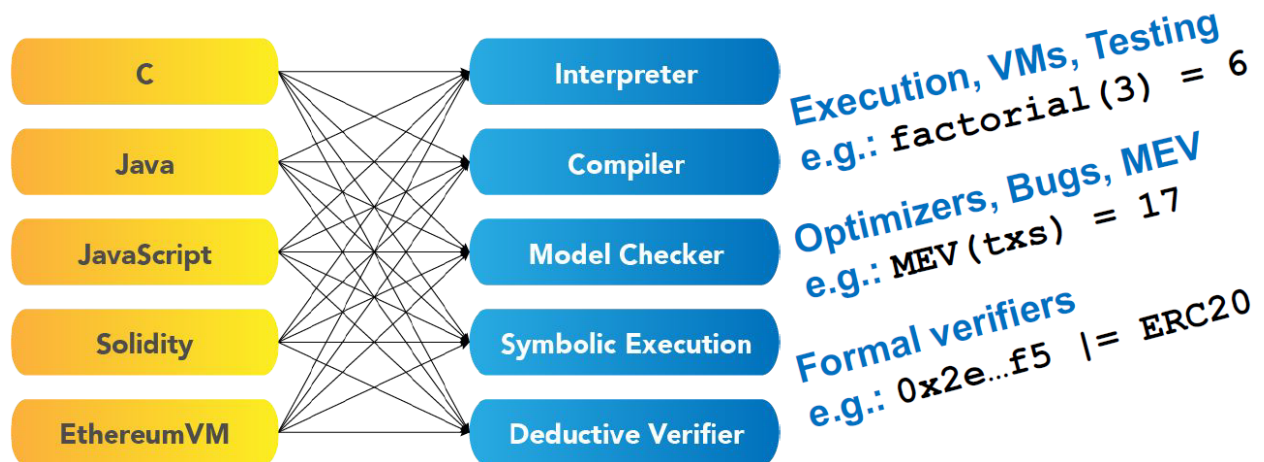 C
Java
JavaScript
Solidity
EthereumVM
Interpreter
Compiler
Model Checker
Symbolic Execution
Deductive Verifier
Execution, VMs, Testing
e.g.: factorial(3) = 6
Optimizers, Bugs, MEV
e.g.: MEV(txs) = 17
Formal verifiers
e.g.: 0x2e…f5 |= ERC20